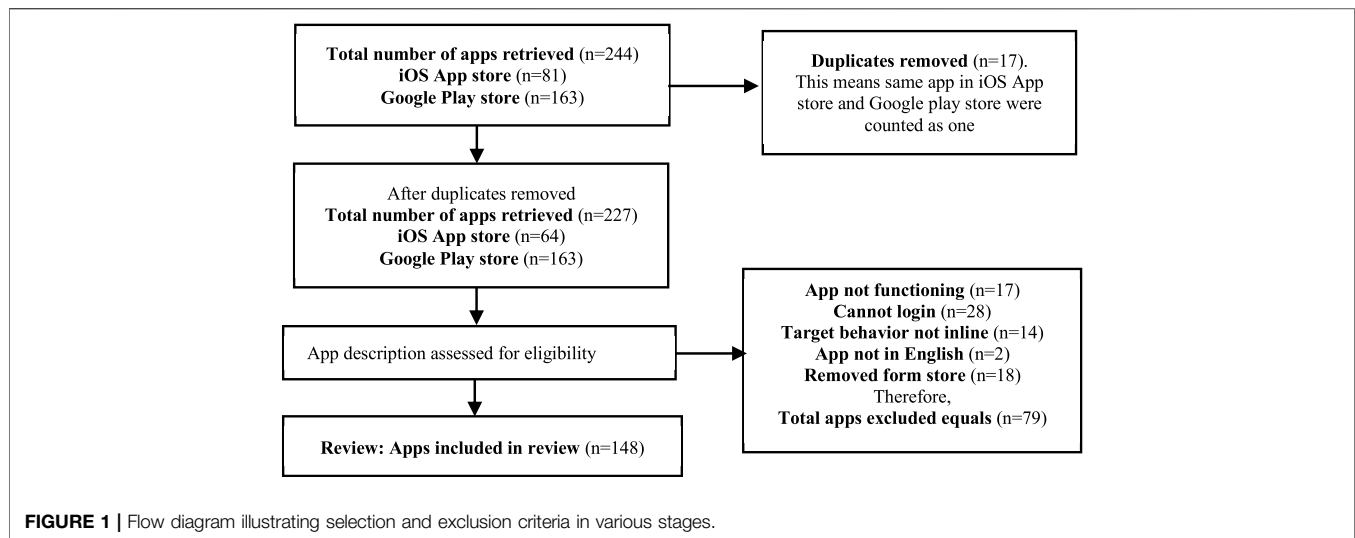 Total number of apps retrieved (n=244)
iOS App store (n=81)
Google Play store (n=163)
Duplicates removed (n=17).
This means same app in iOS App
store and Google play store were
counted as one
After duplicates removed
Total number of apps retrieved (n=227)
iOS App store (n=64)
Google Play store (n=163)
App description assessed for eligibility
App not functioning (n=17)
Cannot login (n=28)
Target behavior not inline (n=14)
App not in English (n=2)
Removed form store (n=18)
Therefore,
Total apps excluded equals (n=79)
Review: Apps included in review (n=148)
FIGURE 1 | Flow diagram illustrating selection and exclusion criteria in various stages.